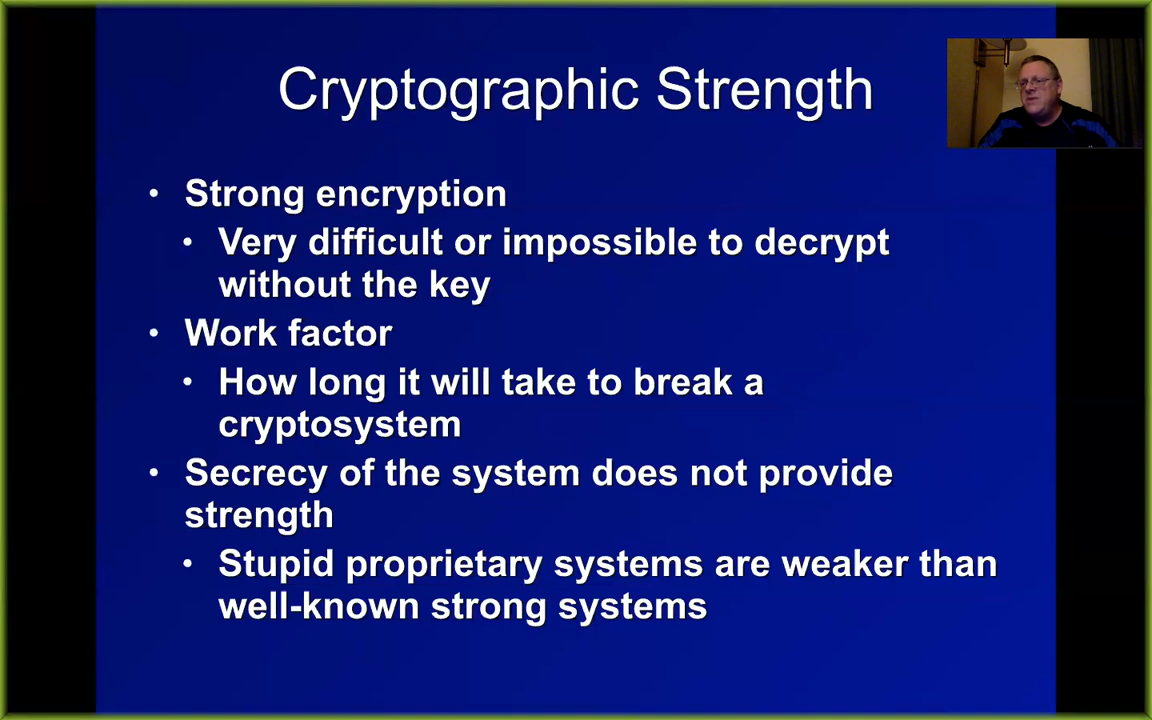 Cryptographic Strength
• Strong encryption
• Very difficult or impossible to decrypt
without the key
• Work factor
• How long it will take to break a
cryptosystem
• Secrecy of the system does not provide
strength
• Stupid proprietary systems are weaker than
well-known strong systems